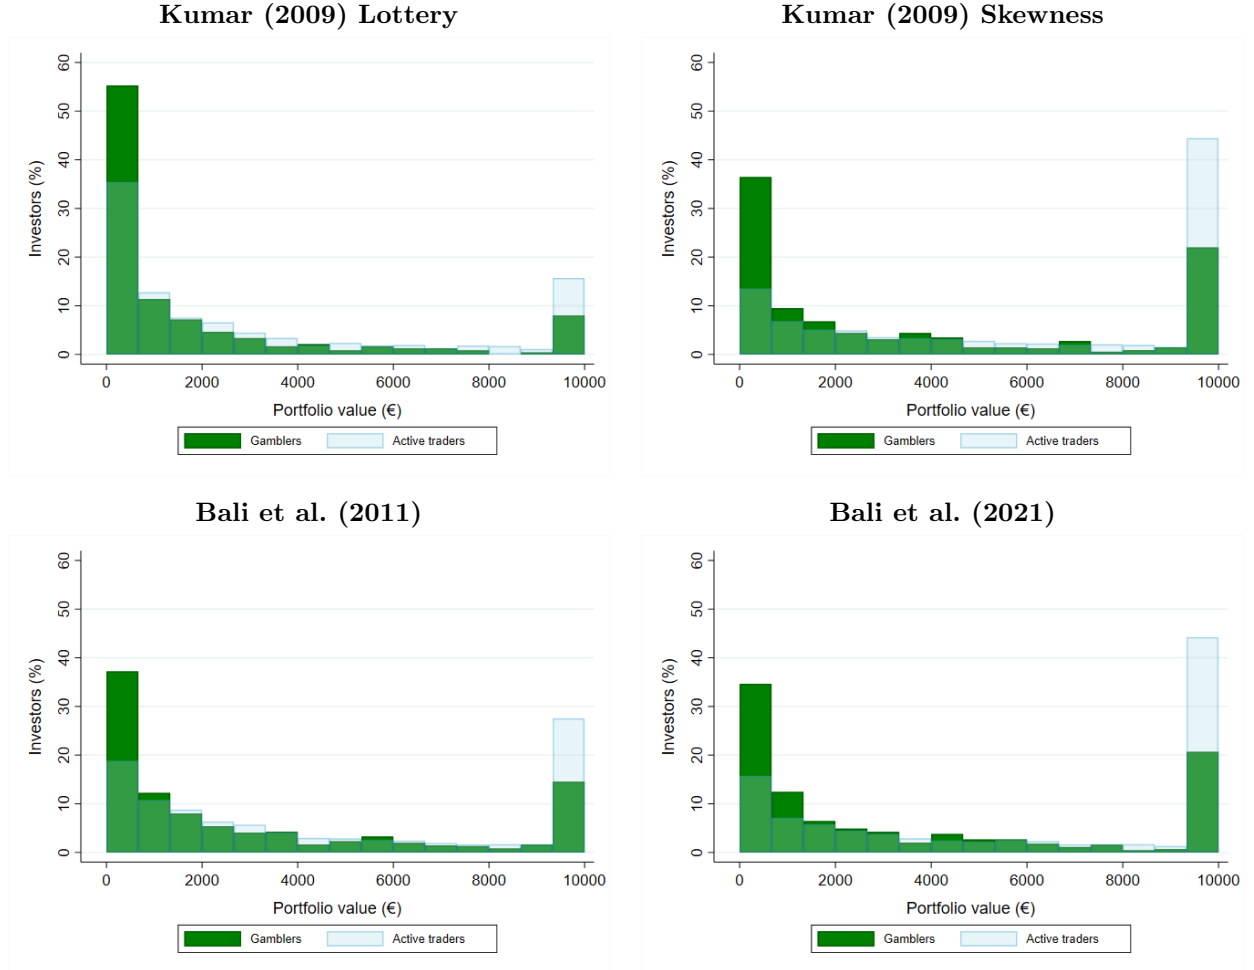 Kumar (2009) Lottery
Investors (%)
60
50
40
30
20
10
0
0 2000 4000 6000 8000 10000
Portfolio value (€)
Gamblers Active traders
Kumar (2009) Skewness
Investors (%)
60
50
40
30
20
10
0
0 2000 4000 6000 8000 10000
Portfolio value (€)
Gamblers Active traders
Bali et al. (2011)
Investors (%)
60
50
40
30
20
10
0
0 2000 4000 6000 8000 10000
Portfolio value (€)
Gamblers Active traders
Bali et al. (2021)
Investors (%)
60
50
40
30
20
10
0
0 2000 4000 6000 8000 10000
Portfolio value (€)
Gamblers Active traders